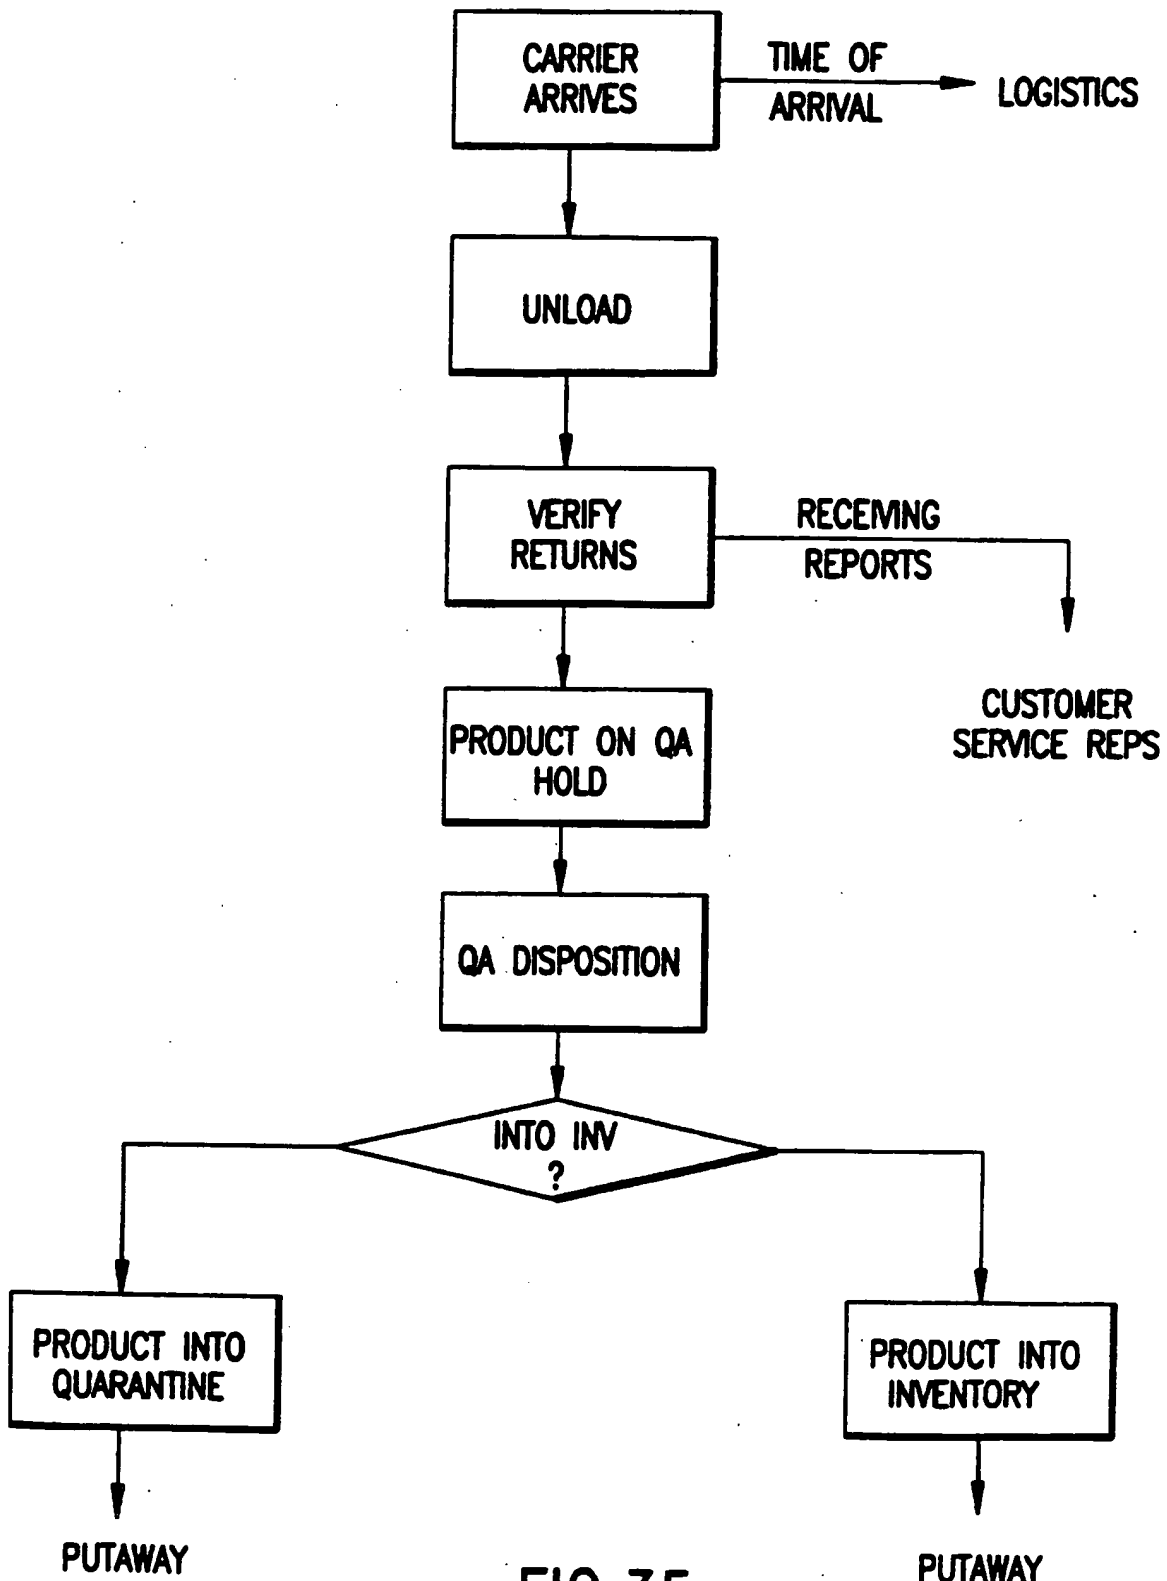 CARRIER
ARRIVES
TIME OF
ARRIVAL
LOGISTICS
UNLOAD
VERIFY
RETURNS
RECEIVING
REPORTS
CUSTOMER
SERVICE REPS
PRODUCT ON QA
HOLD
QA DISPOSITION
INTO INV
?
PRODUCT INTO
QUARANTINE
PRODUCT INTO
INVENTORY
PUTAWAY
PUTAWAY